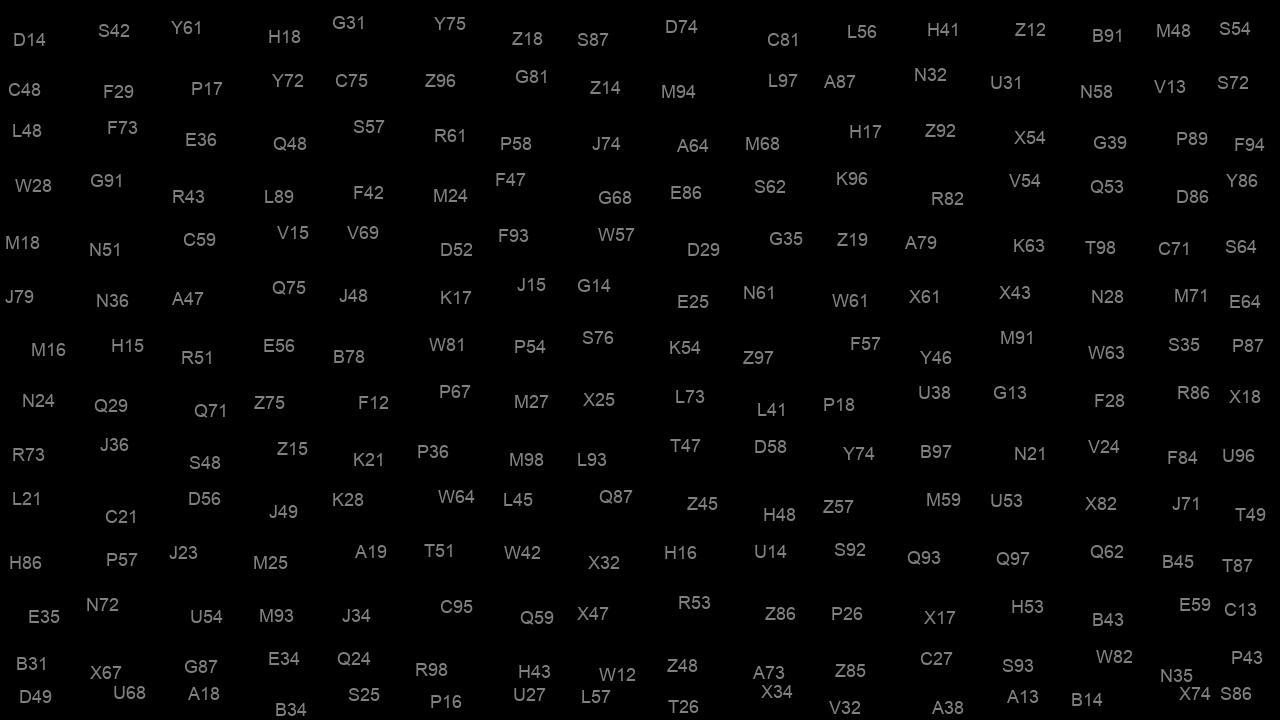 D14 S42 Y61 H18 G31 Y75 Z18 S87 D74 C81 L56 H41 Z12 B91 M48 S54
C48 F29 P17 Y72 C75 Z96 G81 Z14 M94 L97 A87 N32 U31 N58 V13 S72
L48 F73 E36 Q48 S57 R61 P58 J74 A64 M68 H17 Z92 X54 G39 P89 F94
W28 G91 R43 L89 F42 M24 F47 G68 E86 S62 K96 R82 V54 Q53 D86 Y86
M18 N51 C59 V15 V69 D52 F93 W57 D29 G35 Z19 A79 K63 T98 C71 S64
J79 N36 A47 Q75 J48 K17 J15 G14 E25 N61 W61 X61 X43 N28 M71 E64
M16 H15 R51 E56 B78 W81 P54 S76 K54 Z97 F57 Y46 M91 W63 S35 P87
N24 Q29 Q71 Z75 F12 P67 M27 X25 L73 L41 P18 U38 G13 F28 R86 X18
R73 J36 S48 Z15 K21 P36 M98 L93 T47 D58 Y74 B97 N21 V24 F84 U96
L21 C21 D56 J49 K28 W64 L45 Q87 Z45 H48 Z57 M59 U53 X82 J71 T49
H86 P57 J23 M25 A19 T51 W42 X32 H16 U14 S92 Q93 Q97 Q62 B45 T87
E35 N72 U54 M93 J34 C95 Q59 X47 R53 Z86 P26 X17 H53 B43 E59 C13
B31 X67 G87 E34 Q24 R98 H43 W12 Z48 A73 Z85 C27 S93 W82 N35 P43
D49 U68 A18 B34 S25 P16 U27 L57 T26 X34 V32 A38 A13 B14 X74 S86